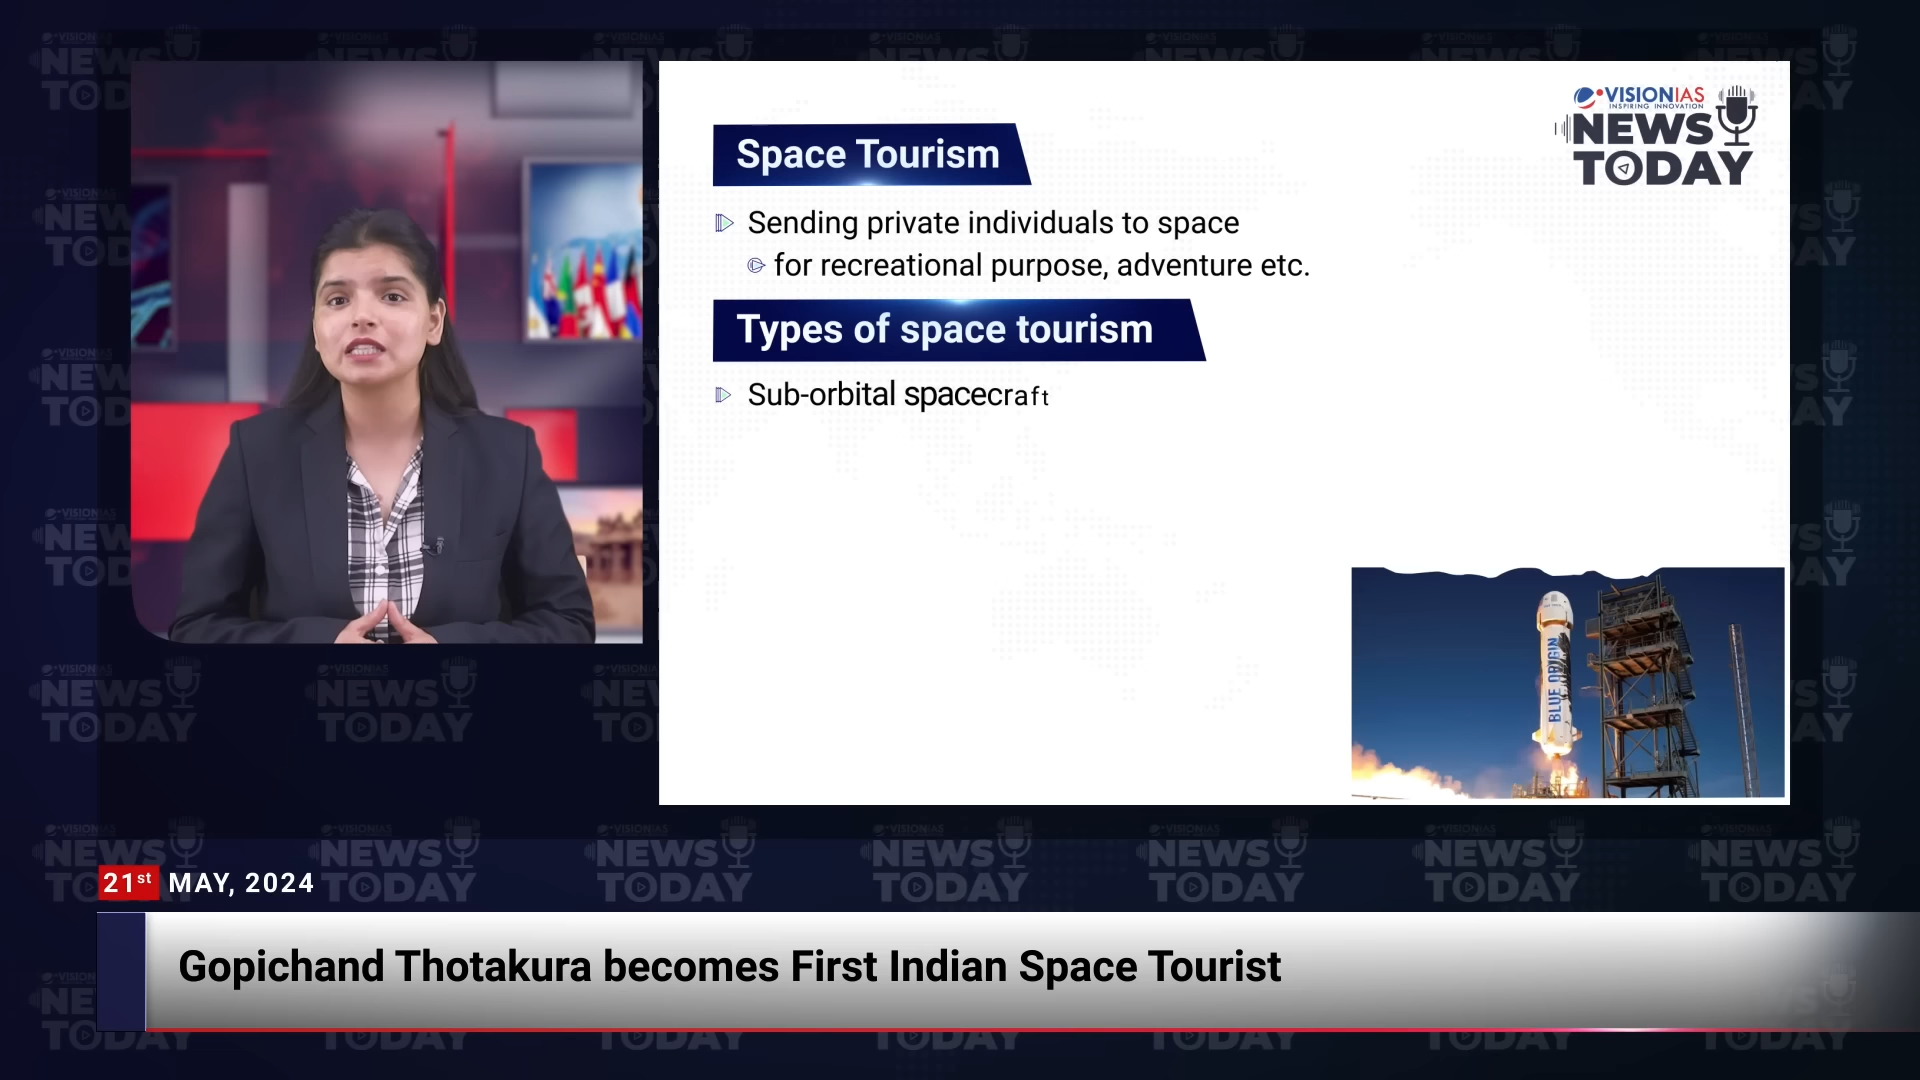 VISIONIAS
INSPIRING INNOVATION
NEWS
TODAY
Space Tourism
Sending private individuals to space
for recreational purpose, adventure etc.
Types of space tourism
Sub-orbital spacecraft
BLUE ORIGIN
21st MAY, 2024
Gopichand Thotakura becomes First Indian Space Tourist